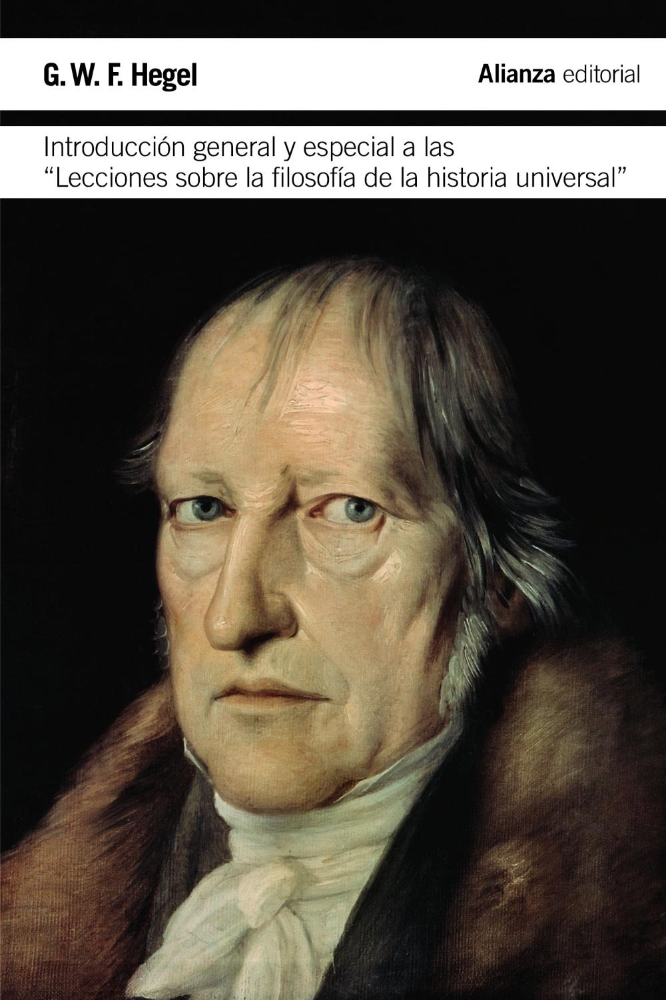 G. W. F. Hegel
Alianza editorial
Introducción general y especial a las
“Lecciones sobre la filosofía de la historia universal”